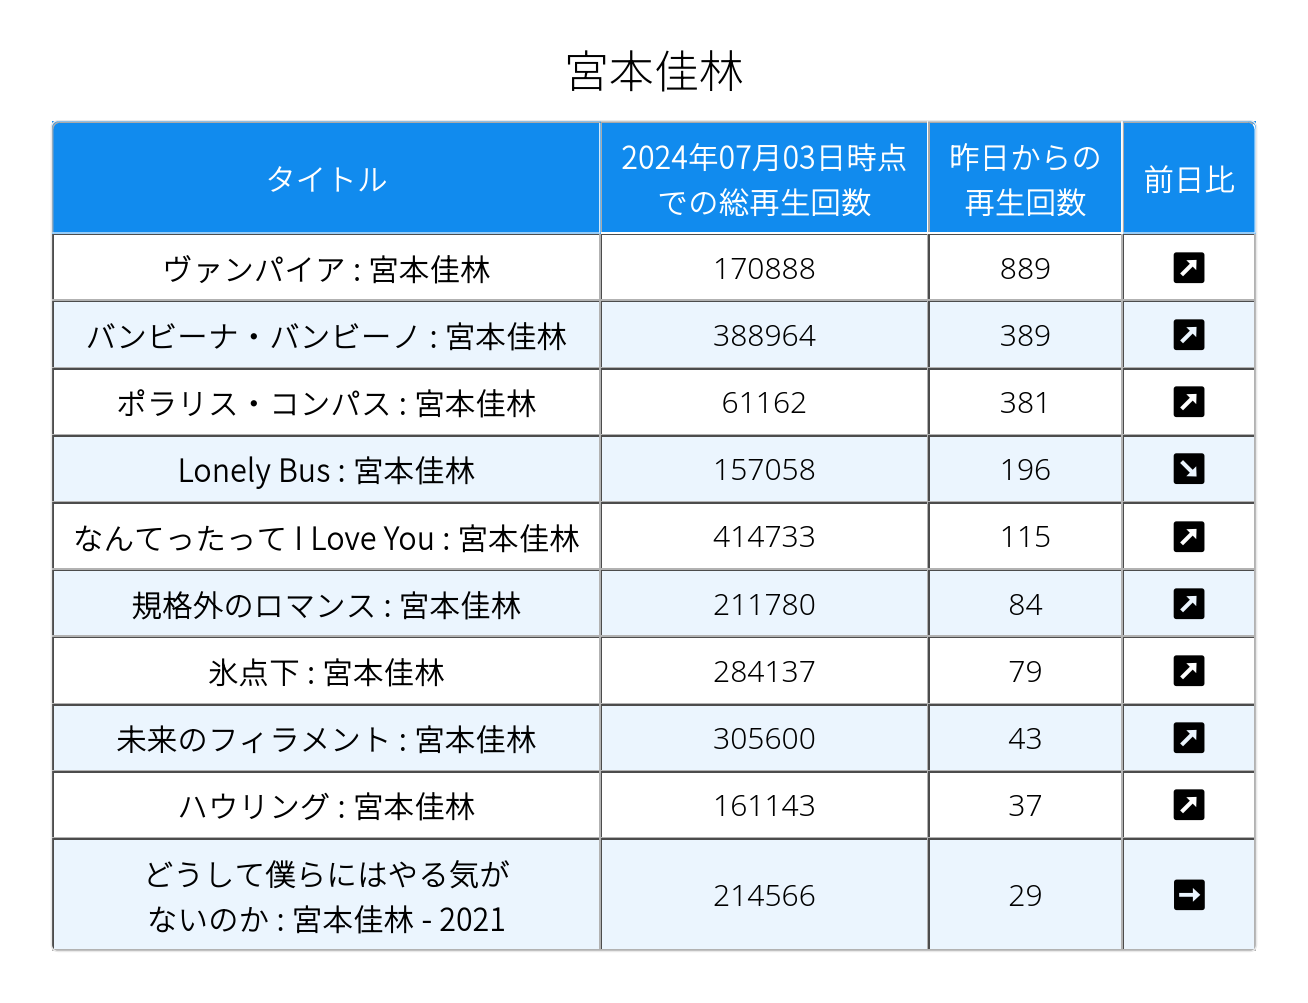 宮本佳林
タイトル
2024年07月03日時点
での総再生回数
昨日からの
再生回数
前日比
ヴァンパイア : 宮本佳林 170888 889 ↗
バンビーナ・バンビーノ : 宮本佳林 388964 389 ↗
ポラリス・コンパス : 宮本佳林 61162 381 ↗
Lonely Bus : 宮本佳林 157058 196 ↘
なんてったって I Love You : 宮本佳林 414733 115 ↗
規格外のロマンス : 宮本佳林 211780 84 ↗
氷点下 : 宮本佳林 284137 79 ↗
未来のフィラメント : 宮本佳林 305600 43 ↗
ハウリング : 宮本佳林 161143 37 ↗
どうして僕らにはやる気が
ないのか : 宮本佳林 - 2021 214566 29 ➡